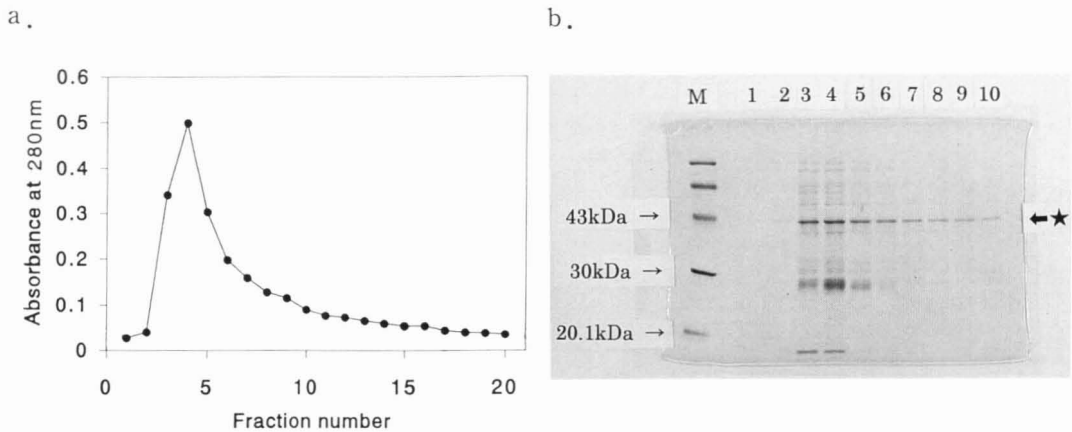 a.
0.6
0.5
0.4
0.3
0.2
0.1
0
Absorbance at 280nm
0 5 10 15 20
Fraction number
b.
M 1 2 3 4 5 6 7 8 9 10
43kDa →
30kDa →
20.1kDa →
←★